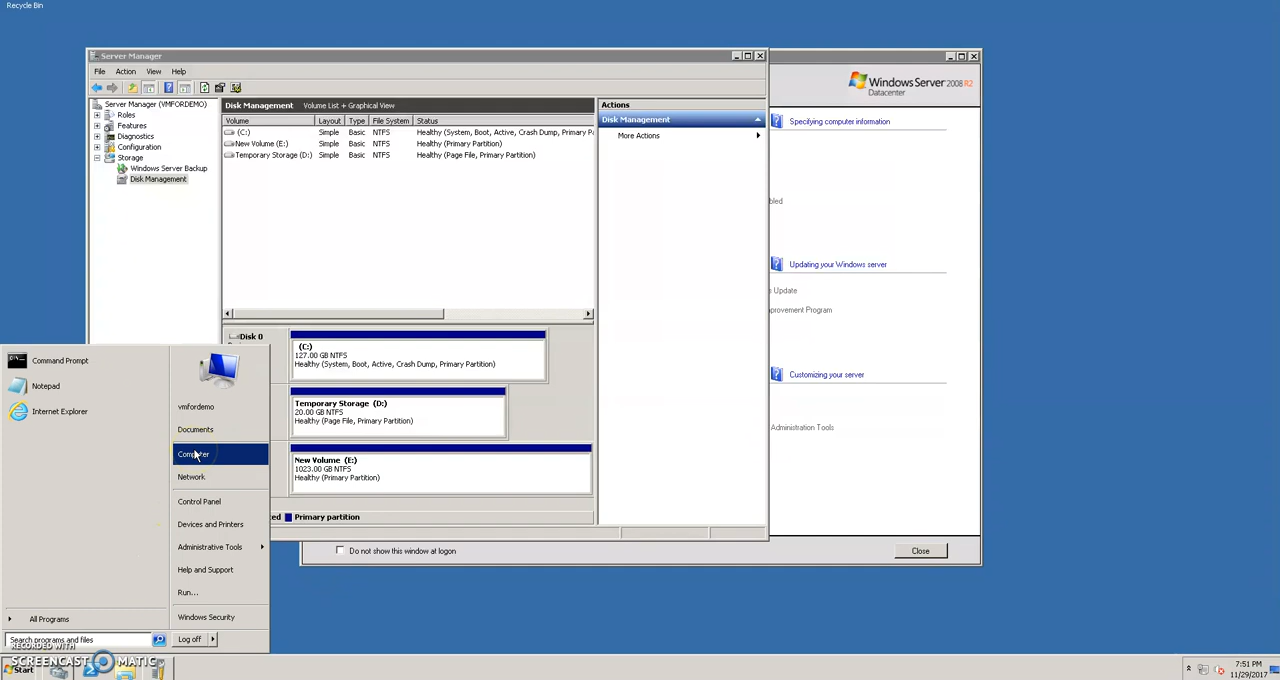 Recycle Bin
Server Manager
File Action View Help
Server Manager (VMFORDEMO)
Roles
Features
Diagnostics
Configuration
Storage
Windows Server Backup
Disk Management
Disk Management Volume List + Graphical View
Volume Layout Type File System Status
(C:) Simple Basic NTFS Healthy (System, Boot, Active, Crash Dump, Primary P
New Volume (E:) Simple Basic NTFS Healthy (Primary Partition)
Temporary Storage (D:) Simple Basic NTFS Healthy (Page File, Primary Partition)
Disk 0
(C:)
127.00 GB NTFS
Healthy (System, Boot, Active, Crash Dump, Primary Partition)
Temporary Storage (D:)
20.00 GB NTFS
Healthy (Page File, Primary Partition)
New Volume (E:)
1023.00 GB NTFS
Healthy (Primary Partition)
ed Primary partition
Actions
Disk Management
More Actions
Windows Server 2008 R2
Datacenter
Specifying computer information
bled
Updating your Windows server
s Update
provement Program
Customizing your server
Administration Tools
Do not show this window at logon
Close
Command Prompt
Notepad
Internet Explorer
All Programs
Search programs and files
vmfordemo
Documents
Computer
Network
Control Panel
Devices and Printers
Administrative Tools
Help and Support
Run...
Windows Security
Log off
RECORDED WITH
SCREENCAST MATIC
Start
7:51 PM
11/29/2017